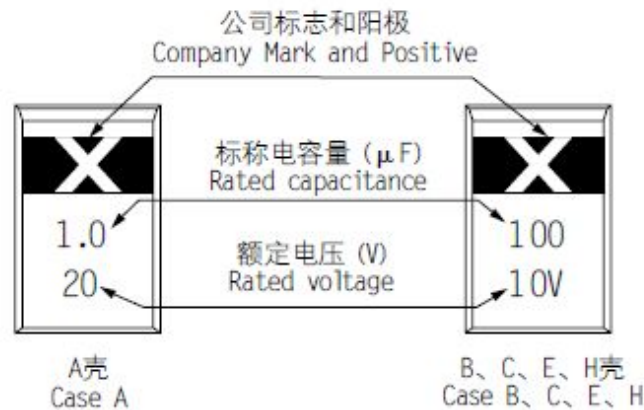 公司标志和阳极
Company Mark and Positive
X
X
标称电容量 (μF)
Rated capacitance
1.0
100
额定电压 (V)
Rated voltage
20
10V
A壳
Case A
B、C、E、H壳
Case B、C、E、H